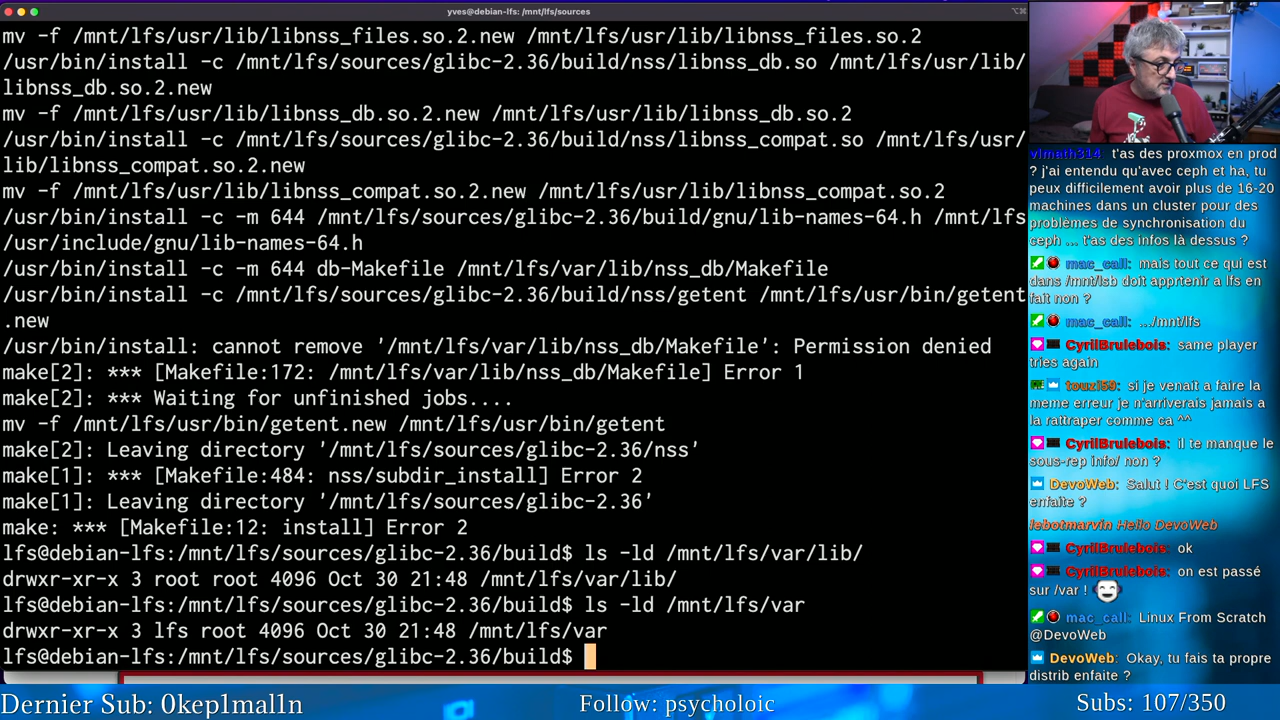 yves@debian-lfs: /mnt/lfs/sources
mv -f /mnt/lfs/usr/lib/libnss_files.so.2.new /mnt/lfs/usr/lib/libnss_files.so.2
/usr/bin/install -c /mnt/lfs/sources/glibc-2.36/build/nss/libnss_db.so /mnt/lfs/usr/lib/
libnss_db.so.2.new
mv -f /mnt/lfs/usr/lib/libnss_db.so.2.new /mnt/lfs/usr/lib/libnss_db.so.2
/usr/bin/install -c /mnt/lfs/sources/glibc-2.36/build/nss/libnss_compat.so /mnt/lfs/usr/
lib/libnss_compat.so.2.new
mv -f /mnt/lfs/usr/lib/libnss_compat.so.2.new /mnt/lfs/usr/lib/libnss_compat.so.2
/usr/bin/install -c -m 644 /mnt/lfs/sources/glibc-2.36/build/gnu/lib-names-64.h /mnt/lfs
/usr/include/gnu/lib-names-64.h
/usr/bin/install -c -m 644 db-Makefile /mnt/lfs/var/lib/nss_db/Makefile
/usr/bin/install -c /mnt/lfs/sources/glibc-2.36/build/nss/getent /mnt/lfs/usr/bin/getent
.new
/usr/bin/install: cannot remove '/mnt/lfs/var/lib/nss_db/Makefile': Permission denied
make[2]: *** [Makefile:172: /mnt/lfs/var/lib/nss_db/Makefile] Error 1
make[2]: *** Waiting for unfinished jobs....
mv -f /mnt/lfs/usr/bin/getent.new /mnt/lfs/usr/bin/getent
make[2]: Leaving directory '/mnt/lfs/sources/glibc-2.36/nss'
make[1]: *** [Makefile:484: nss/subdir_install] Error 2
make[1]: Leaving directory '/mnt/lfs/sources/glibc-2.36'
make: *** [Makefile:12: install] Error 2
lfs@debian-lfs:/mnt/lfs/sources/glibc-2.36/build$ ls -ld /mnt/lfs/var/lib/
drwxr-xr-x 3 root root 4096 Oct 30 21:48 /mnt/lfs/var/lib/
lfs@debian-lfs:/mnt/lfs/sources/glibc-2.36/build$ ls -ld /mnt/lfs/var
drwxr-xr-x 3 lfs root 4096 Oct 30 21:48 /mnt/lfs/var
lfs@debian-lfs:/mnt/lfs/sources/glibc-2.36/build$
vlmath314 t'as des proxmox en prod
? j'ai entendu qu'avec ceph et ha, tu
peux difficilement avoir plus de 16-20
machines dans un cluster pour des
problèmes de synchronisation du
ceph ... t'as des infos là dessus ?
mac_call: mais tout ce qui est
dans /mnt/lsb doit apprtenir a lfs en
fait non ?
mac_call: .../mnt/lfs
CyrilBrulebois: same player
tries again
touzi59: si je venait a faire la
meme erreur je n'arriverais jamais a
la rattraper comme ca ^^
CyrilBrulebois: il te manque le
sous-rep info/ non ?
DevoWeb: Salut ! C'est quoi LFS
enfaite ?
lebotmarvin Hello DevoWeb
CyrilBrulebois: ok
CyrilBrulebois: on est passé
sur /var !
mac_call: Linux From Scratch
@DevoWeb
DevoWeb: Okay, tu fais ta propre
distrib enfaite ?
Dernier Sub: 0kep1mal1n
Follow: psycholoic
Subs: 107/350